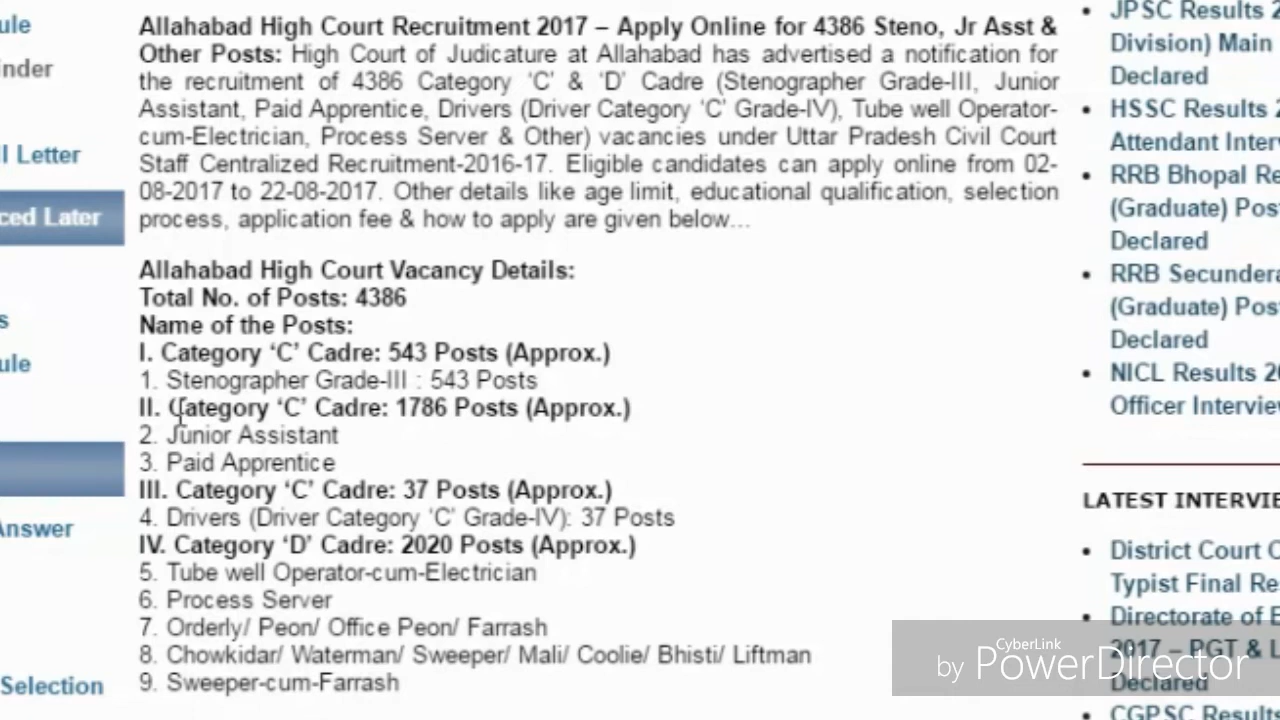 ule
inder
ll Letter
ced Later
s
ule
Answer
Selection
Allahabad High Court Recruitment 2017 – Apply Online for 4386 Steno, Jr Asst &
Other Posts: High Court of Judicature at Allahabad has advertised a notification for
the recruitment of 4386 Category ‘C’ & ‘D’ Cadre (Stenographer Grade-III, Junior
Assistant, Paid Apprentice, Drivers (Driver Category ‘C’ Grade-IV), Tube well Operator-
cum-Electrician, Process Server & Other) vacancies under Uttar Pradesh Civil Court
Staff Centralized Recruitment-2016-17. Eligible candidates can apply online from 02-
08-2017 to 22-08-2017. Other details like age limit, educational qualification, selection
process, application fee & how to apply are given below...
Allahabad High Court Vacancy Details:
Total No. of Posts: 4386
Name of the Posts:
I. Category ‘C’ Cadre: 543 Posts (Approx.)
1. Stenographer Grade-III : 543 Posts
II. Category ‘C’ Cadre: 1786 Posts (Approx.)
2. Junior Assistant
3. Paid Apprentice
III. Category ‘C’ Cadre: 37 Posts (Approx.)
4. Drivers (Driver Category ‘C’ Grade-IV): 37 Posts
IV. Category ‘D’ Cadre: 2020 Posts (Approx.)
5. Tube well Operator-cum-Electrician
6. Process Server
7. Orderly/ Peon/ Office Peon/ Farrash
8. Chowkidar/ Waterman/ Sweeper/ Mali/ Coolie/ Bhisti/ Liftman
9. Sweeper-cum-Farrash
JPSC Results 2
Division) Main
Declared
HSSC Results 2
Attendant Interv
RRB Bhopal Re
(Graduate) Post
Declared
RRB Secundera
(Graduate) Post
Declared
NICL Results 20
Officer Interview
LATEST INTERVIE
District Court C
Typist Final Re
Directorate of E
2017 – PGT & L
Declared
CGPSC Results
by CyberLink PowerDirector